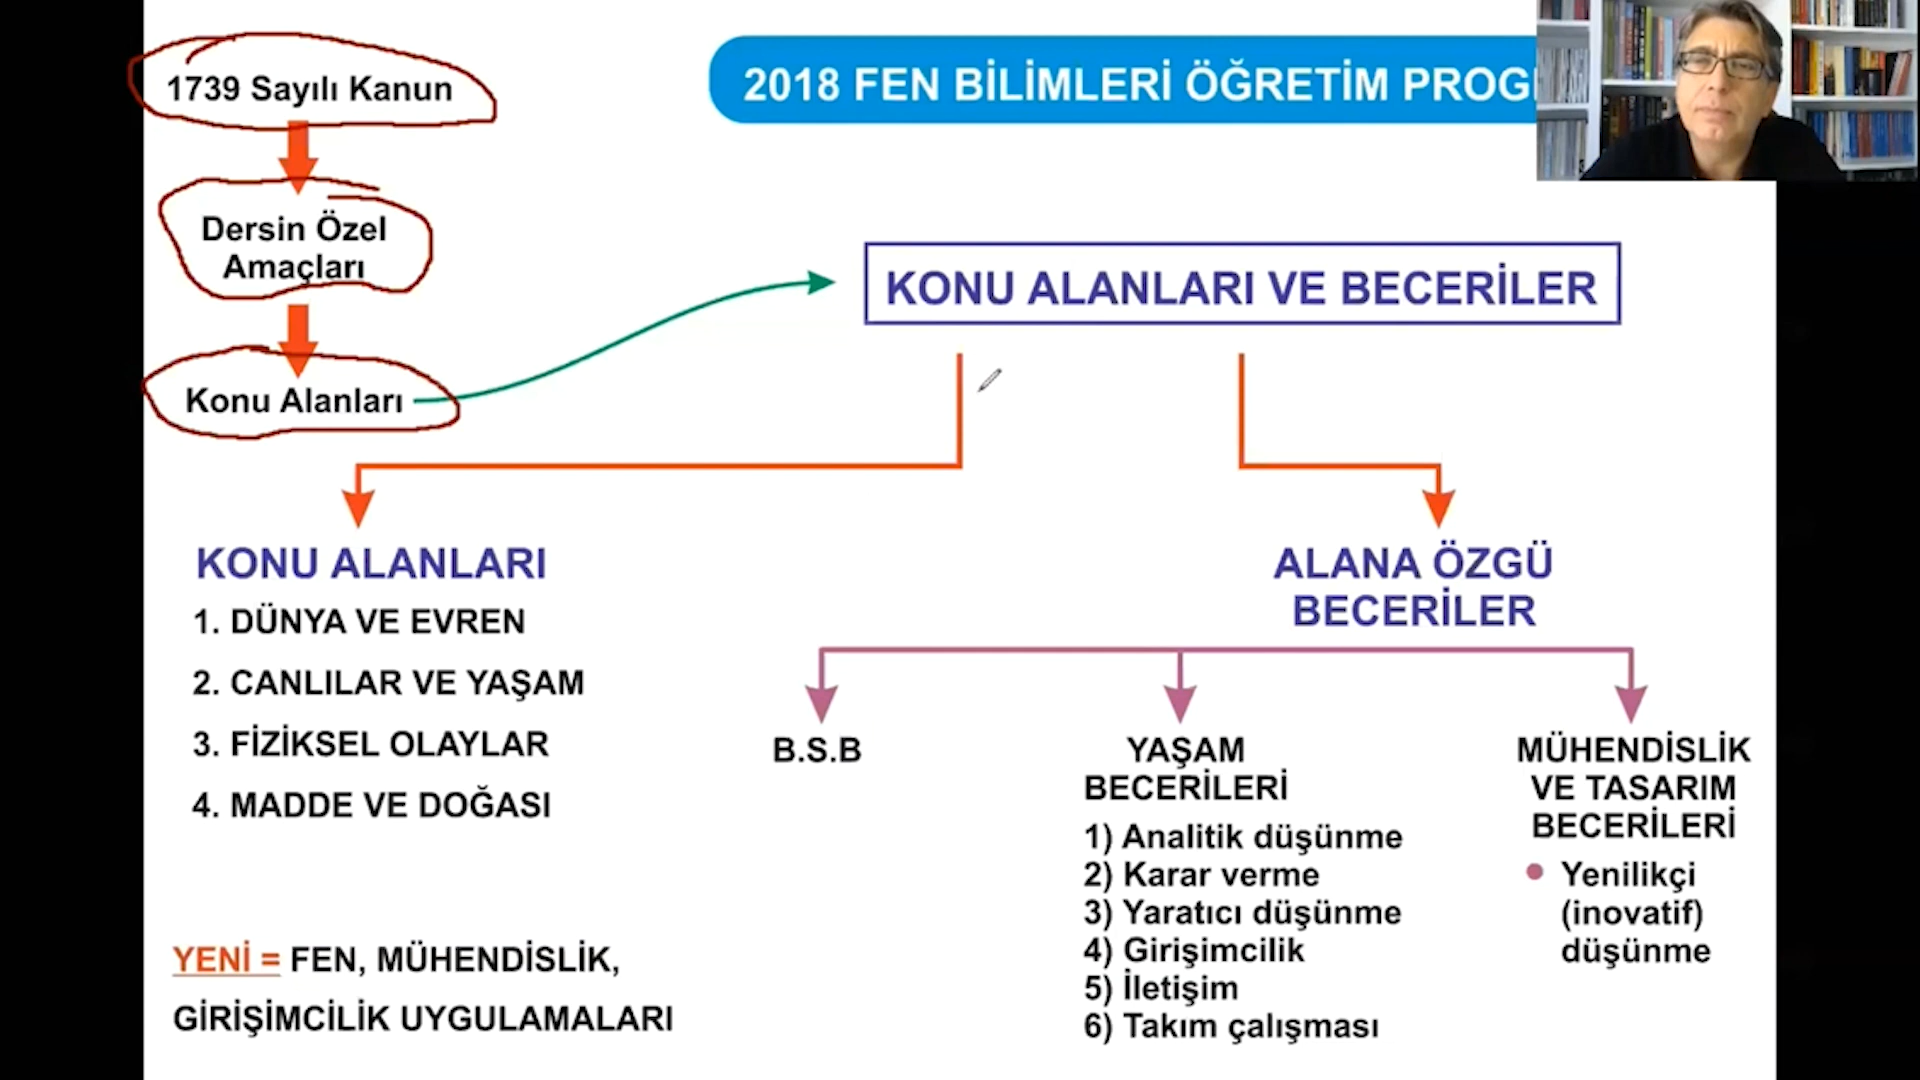 1739 Sayılı Kanun
2018 FEN BİLİMLERİ ÖĞRETİM
Dersin Özel
Amaçları
Konu Alanları
KONU ALANLARI VE BECERİLER
KONU ALANLARI
1. DÜNYA VE EVREN
2. CANLILAR VE YAŞAM
3. FİZİKSEL OLAYLAR
4. MADDE VE DOĞASI
YENİ = FEN, MÜHENDİSLİK,
GİRİŞİMCİLİK UYGULAMALARI
ALANA ÖZGÜ
BECERİLER
B.S.B
YAŞAM
BECERİLERİ
1) Analitik düşünme
2) Karar verme
3) Yaratıcı düşünme
4) Girişimcilik
5) İletişim
6) Takım çalışması
MÜHENDİSLİK
VE TASARIM
BECERİLERİ
• Yenilikçi
(inovatif)
düşünme